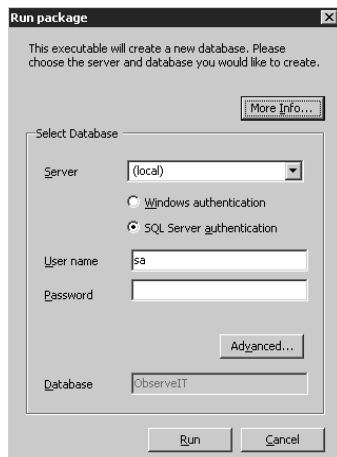 Run package
This executable will create a new database. Please
choose the server and database you would like to create.
More Info...
Select Database
Server (local)
Windows authentication
SQL Server authentication
User name sa
Password
Advanced...
Database ObserveIT
Run Cancel